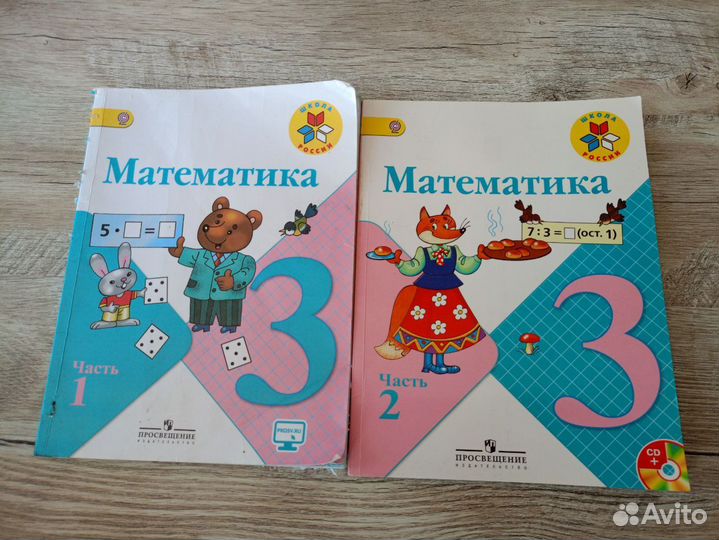 ШКОЛА
РОССИИ
Математика
5 · □ = □
3
Часть
1
ПРОСВЕЩЕНИЕ
ИЗДАТЕЛЬСТВО
PROSV.RU
ШКОЛА
РОССИИ
Математика
7 : 3 = □ (ост. 1)
3
Часть
2
ПРОСВЕЩЕНИЕ
ИЗДАТЕЛЬСТВО
CD
+
Avito